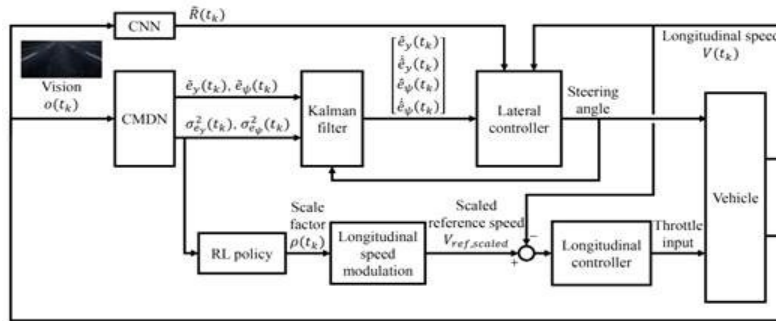 CNN
R̃(t_k)
Longitudinal speed
V(t_k)
Vision
o(t_k)
CMDN
ẽ_y(t_k), ẽ_ψ(t_k)
σ²_{e_y}(t_k), σ²_{e_ψ}(t_k)
Kalman
filter
ê_y(t_k)
ê̇_y(t_k)
ê_ψ(t_k)
ê̇_ψ(t_k)
Lateral
controller
Steering
angle
Vehicle
RL policy
Scale
factor
ρ(t_k)
Longitudinal
speed
modulation
Scaled
reference speed
V_{ref,scaled}
−
+
Longitudinal
controller
Throttle
input